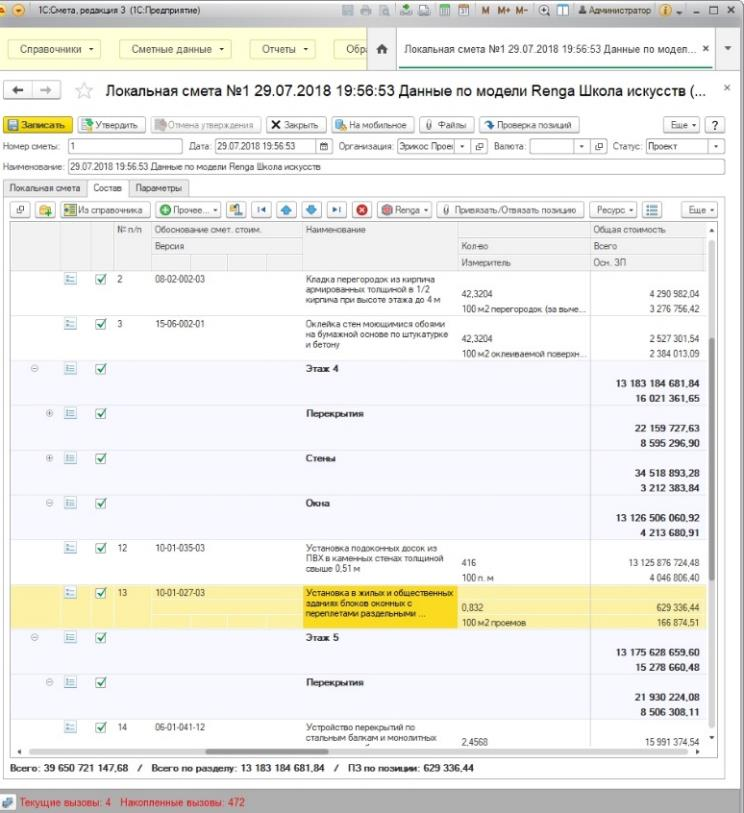 1С:Смета, редакция 3 (1С:Предприятие)
M M+ M- Администратор
Справочники Сметные данные Отчеты Обр Локальная смета №1 29.07.2018 19:56:53 Данные по модел... ×
Локальная смета №1 29.07.2018 19:56:53 Данные по модели Renga Школа искусств (...
Записать Утвердить Отмена утверждения Закрыть На мобильное Файлы Проверка позиций Еще ?
Номер сметы: 1 Дата: 29.07.2018 19:56:53 Организация: Эрикос Прое Валюта: Статус: Проект
Наименование: 29.07.2018 19:56:53 Данные по модели Renga Школа искусств
Локальная смета Состав Параметры
Из справочника Прочее... Renga Привязать/Отвязать позицию Ресурс Еще
№ п/п Обоснование смет. стоим. Наименование Общая стоимость
Версия Кол-во Всего
Измеритель Осн. ЗП
2 08-02-002-03 Кладка перегородок из кирпича
армированных толщиной в 1/2
кирпича при высоте этажа до 4 м
42,3204 4 290 982,04
100 м2 перегородок (за выче... 3 276 756,42
3 15-06-002-01 Оклейка стен моющимися обоями
на бумажной основе по штукатурке
и бетону
42,3204 2 527 301,54
100 м2 оклеиваемой поверхн... 2 384 013,09
Этаж 4
13 183 184 681,84
16 021 361,65
Перекрытия
22 159 727,63
8 595 296,90
Стены
34 518 893,28
3 212 383,84
Окна
13 126 506 060,92
4 213 680,91
12 10-01-035-03 Установка подоконных досок из
ПВХ в каменных стенах толщиной
свыше 0,51 м
416 13 125 876 724,48
100 п. м 4 046 806,40
13 10-01-027-03 Установка в жилых и общественных
зданиях блоков оконных с
переплетами раздельными ...
0,832 629 336,44
100 м2 проемов 166 874,51
Этаж 5
13 175 628 659,60
15 278 660,48
Перекрытия
21 930 224,08
8 506 308,11
14 06-01-041-12 Устройство перекрытий по
стальным балкам и монолитных
2,4568 15 991 374,54
Всего: 39 650 721 147,68 / Всего по разделу: 13 183 184 681,84 / ПЗ по позиции: 629 336,44
Текущие вызовы: 4 Накопленные вызовы: 472